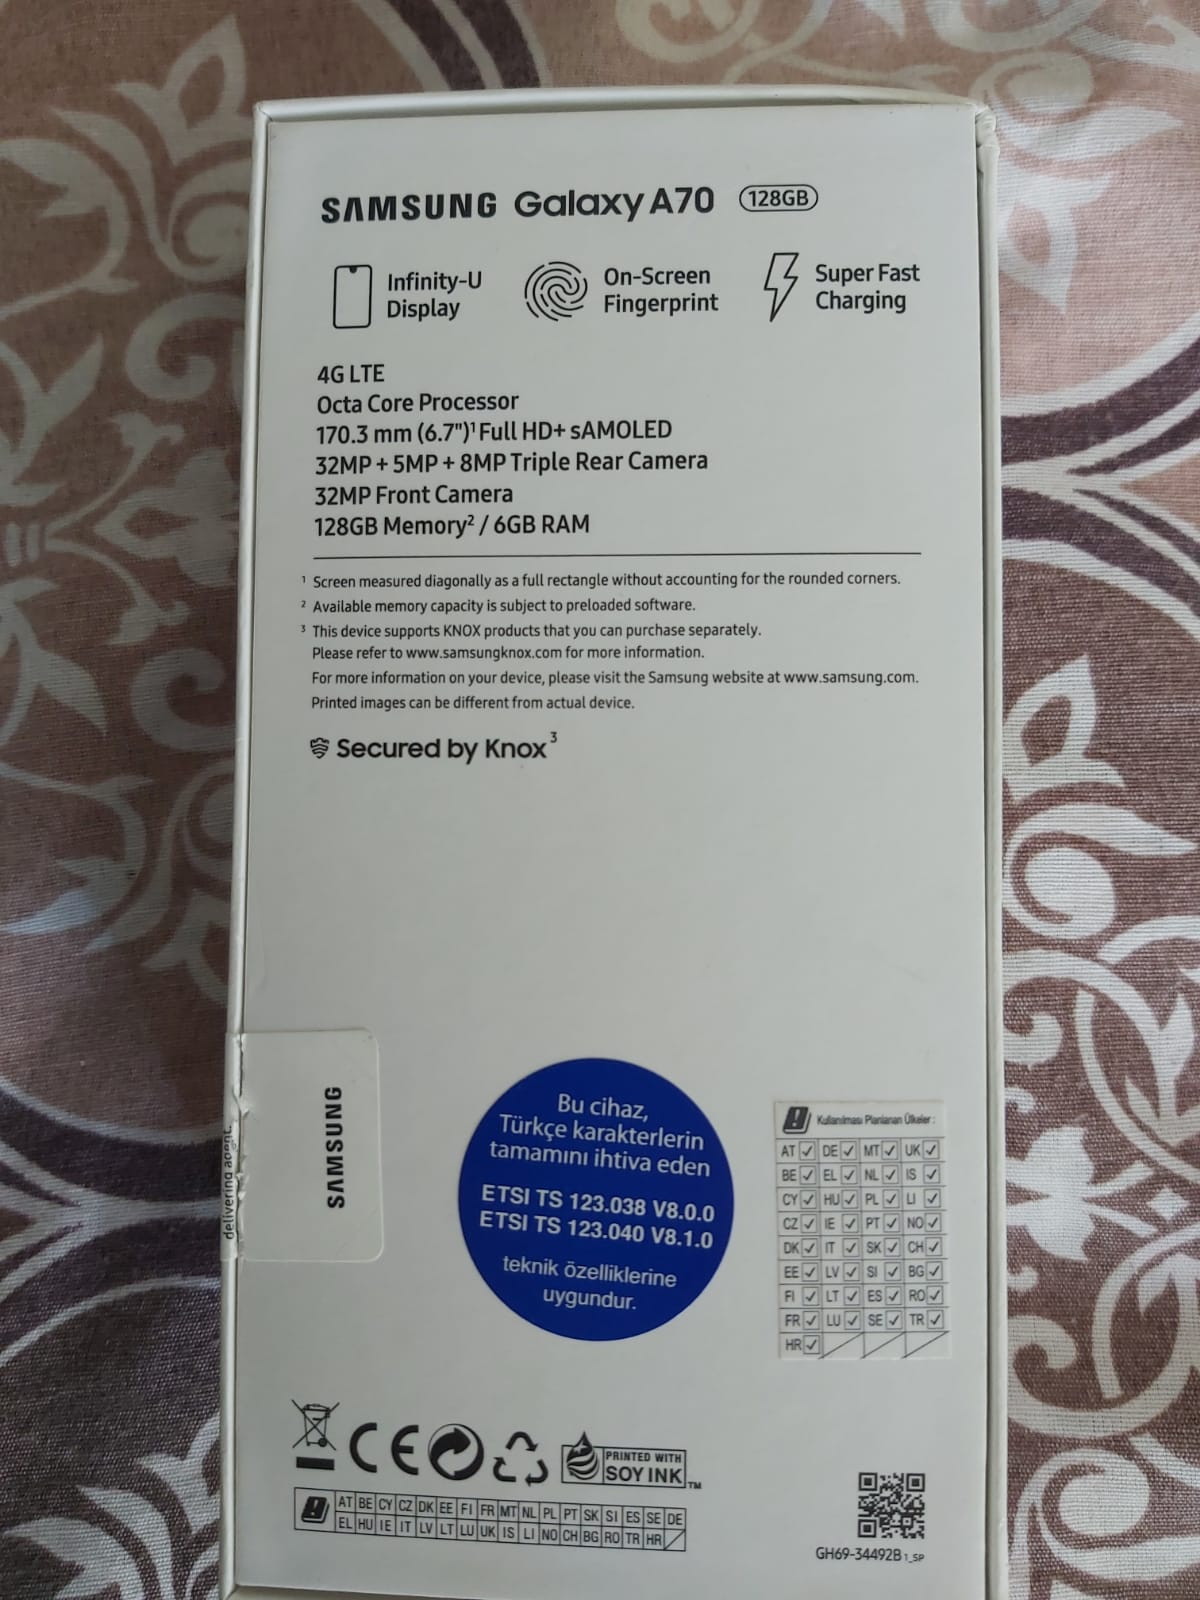 SAMSUNG Galaxy A70 128GB
Infinity-U
Display
On-Screen
Fingerprint
Super Fast
Charging
4G LTE
Octa Core Processor
170.3 mm (6.7")¹ Full HD+ sAMOLED
32MP + 5MP + 8MP Triple Rear Camera
32MP Front Camera
128GB Memory² / 6GB RAM
¹ Screen measured diagonally as a full rectangle without accounting for the rounded corners.
² Available memory capacity is subject to preloaded software.
³ This device supports KNOX products that you can purchase separately.
Please refer to www.samsungknox.com for more information.
For more information on your device, please visit the Samsung website at www.samsung.com.
Printed images can be different from actual device.
Secured by Knox³
SAMSUNG
delivering agent.
Bu cihaz,
Türkçe karakterlerin
tamamını ihtiva eden
ETSI TS 123.038 V8.0.0
ETSI TS 123.040 V8.1.0
teknik özelliklerine
uygundur.
Kullanılması Planlanan Ülkeler :
AT DE MT UK
BE EL NL IS
CY HU PL LI
CZ IE PT NO
DK IT SK CH
EE LV SI BG
FI LT ES RO
FR LU SE TR
HR
CE
PRINTED WITH
SOY INK TM
AT BE CY CZ DK EE FI FR MT NL PL PT SK SI ES SE DE
EL HU IE IT LV LT LU UK IS LI NO CH BG RO TR HR
GH69-34492B 1_SP